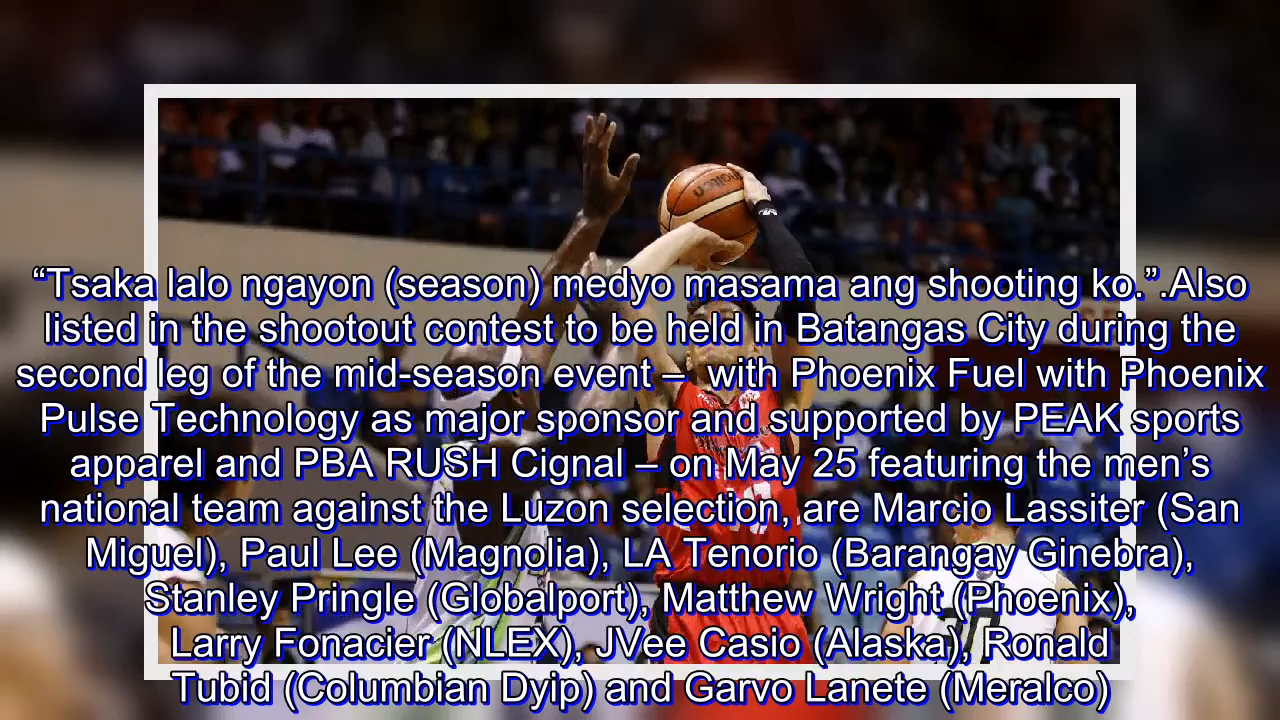 “Tsaka lalo ngayon (season) medyo masama ang shooting ko.”.Also
listed in the shootout contest to be held in Batangas City during the
second leg of the mid-season event –  with Phoenix Fuel with Phoenix
Pulse Technology as major sponsor and supported by PEAK sports
apparel and PBA RUSH Cignal – on May 25 featuring the men’s
national team against the Luzon selection, are Marcio Lassiter (San
Miguel), Paul Lee (Magnolia), LA Tenorio (Barangay Ginebra),
Stanley Pringle (Globalport), Matthew Wright (Phoenix),
Larry Fonacier (NLEX), JVee Casio (Alaska), Ronald
Tubid (Columbian Dyip) and Garvo Lanete (Meralco)